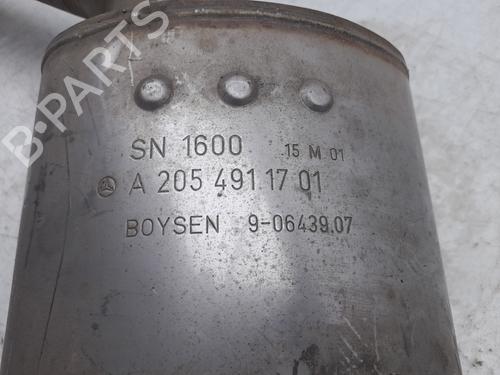 SN 1600 15 M 01
A 205 491 17 01
BOYSEN 9-06439.07
B-PARTS